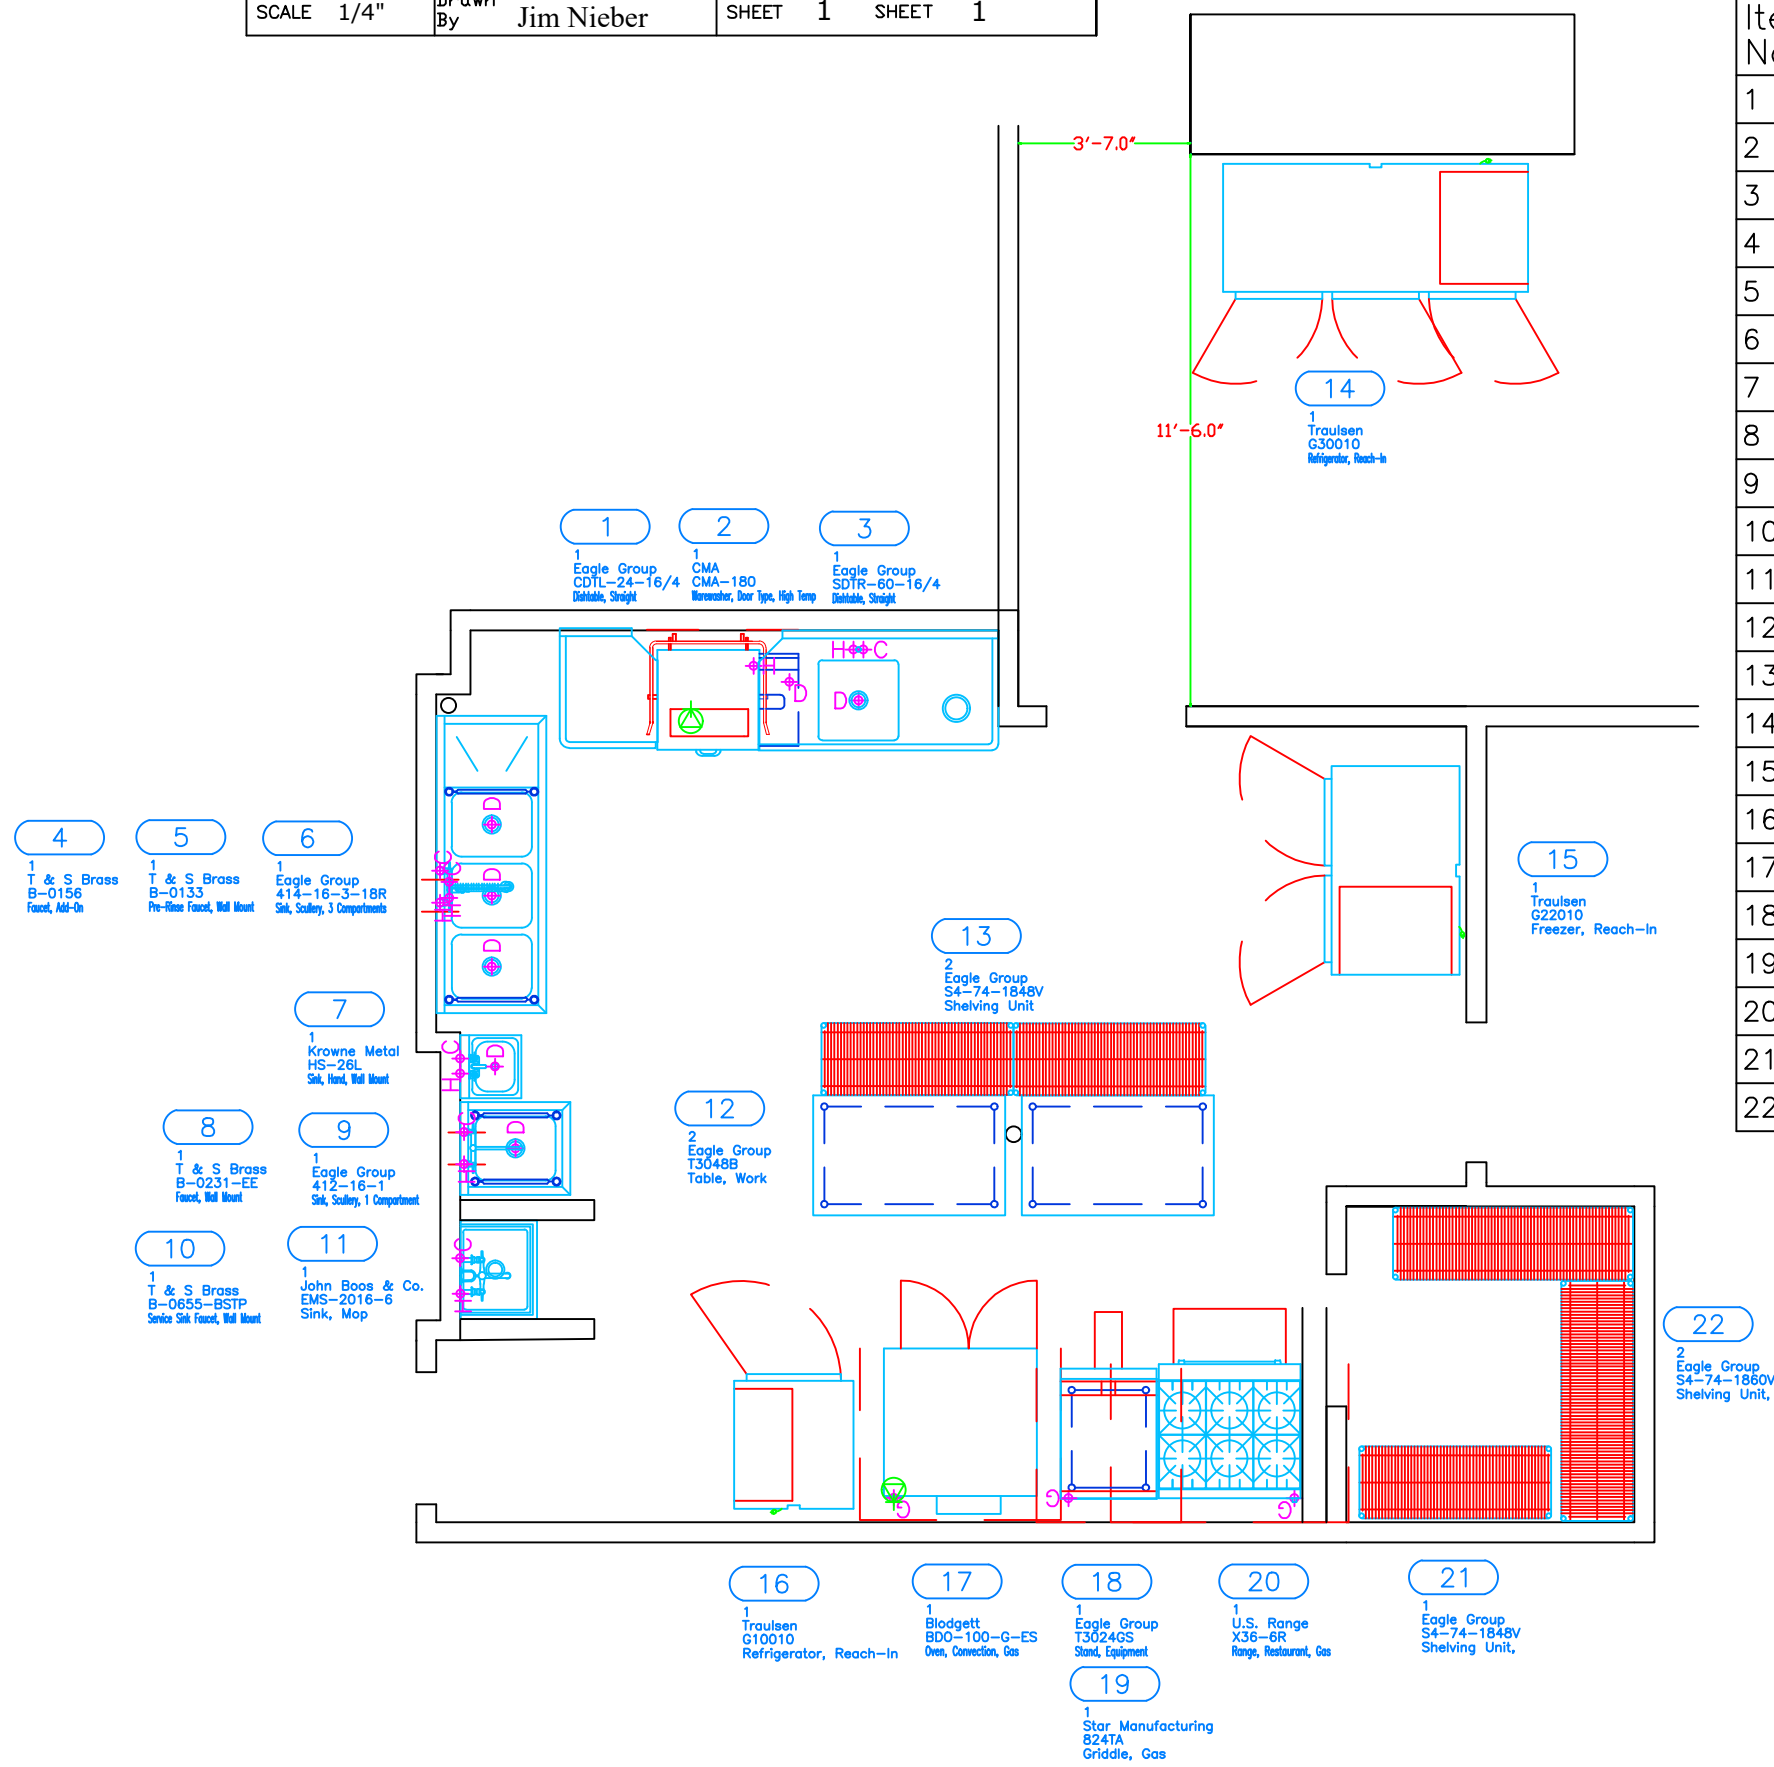 SCALE 1/4"
Drawn
By Jim Nieber
SHEET 1 SHEET 1
Ite
No
1
2
3
4
5
6
7
8
9
10
11
12
13
14
15
16
17
18
19
20
21
22
3'-7.0"
11'-6.0"
14
1
Traulsen
G30010
Refrigerator, Reach-In
1
1
Eagle Group
CDTL-24-16/4
Dishtable, Straight
2
1
CMA
CMA-180
Warewasher, Door Type, High Temp
3
1
Eagle Group
SDTR-60-16/4
Dishtable, Straight
H C
H
D
D
4
1
T & S Brass
B-0156
Faucet, Add-On
5
1
T & S Brass
B-0133
Pre-Rinse Faucet, Wall Mount
6
1
Eagle Group
414-16-3-18R
Sink, Scullery, 3 Compartments
D
D
D
C
C
H
H
15
1
Traulsen
G22010
Freezer, Reach-In
13
2
Eagle Group
S4-74-1848V
Shelving Unit
7
1
Krowne Metal
HS-26L
Sink, Hand, Wall Mount
C
H
D
12
2
Eagle Group
T3048B
Table, Work
8
1
T & S Brass
B-0231-EE
Faucet, Wall Mount
9
1
Eagle Group
412-16-1
Sink, Scullery, 1 Compartment
C
H
D
10
1
T & S Brass
B-0655-BSTP
Service Sink Faucet, Wall Mount
11
1
John Boos & Co.
EMS-2016-6
Sink, Mop
C
H
22
2
Eagle Group
S4-74-1860V
Shelving Unit,
G
G
G
16
1
Traulsen
G10010
Refrigerator, Reach-In
17
1
Blodgett
BDO-100-G-ES
Oven, Convection, Gas
18
1
Eagle Group
T3024GS
Stand, Equipment
20
1
U.S. Range
X36-6R
Range, Restaurant, Gas
21
1
Eagle Group
S4-74-1848V
Shelving Unit,
19
1
Star Manufacturing
824TA
Griddle, Gas